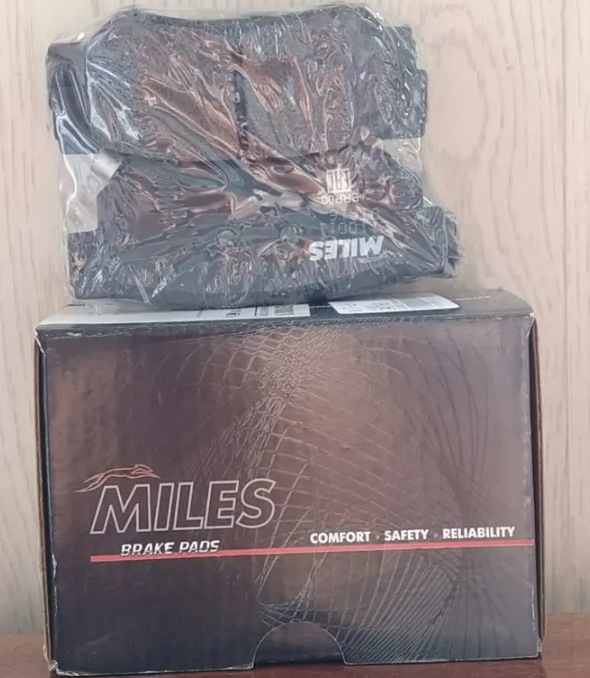 MILES
MILES
BRAKE PADS
COMFORT • SAFETY • RELIABILITY